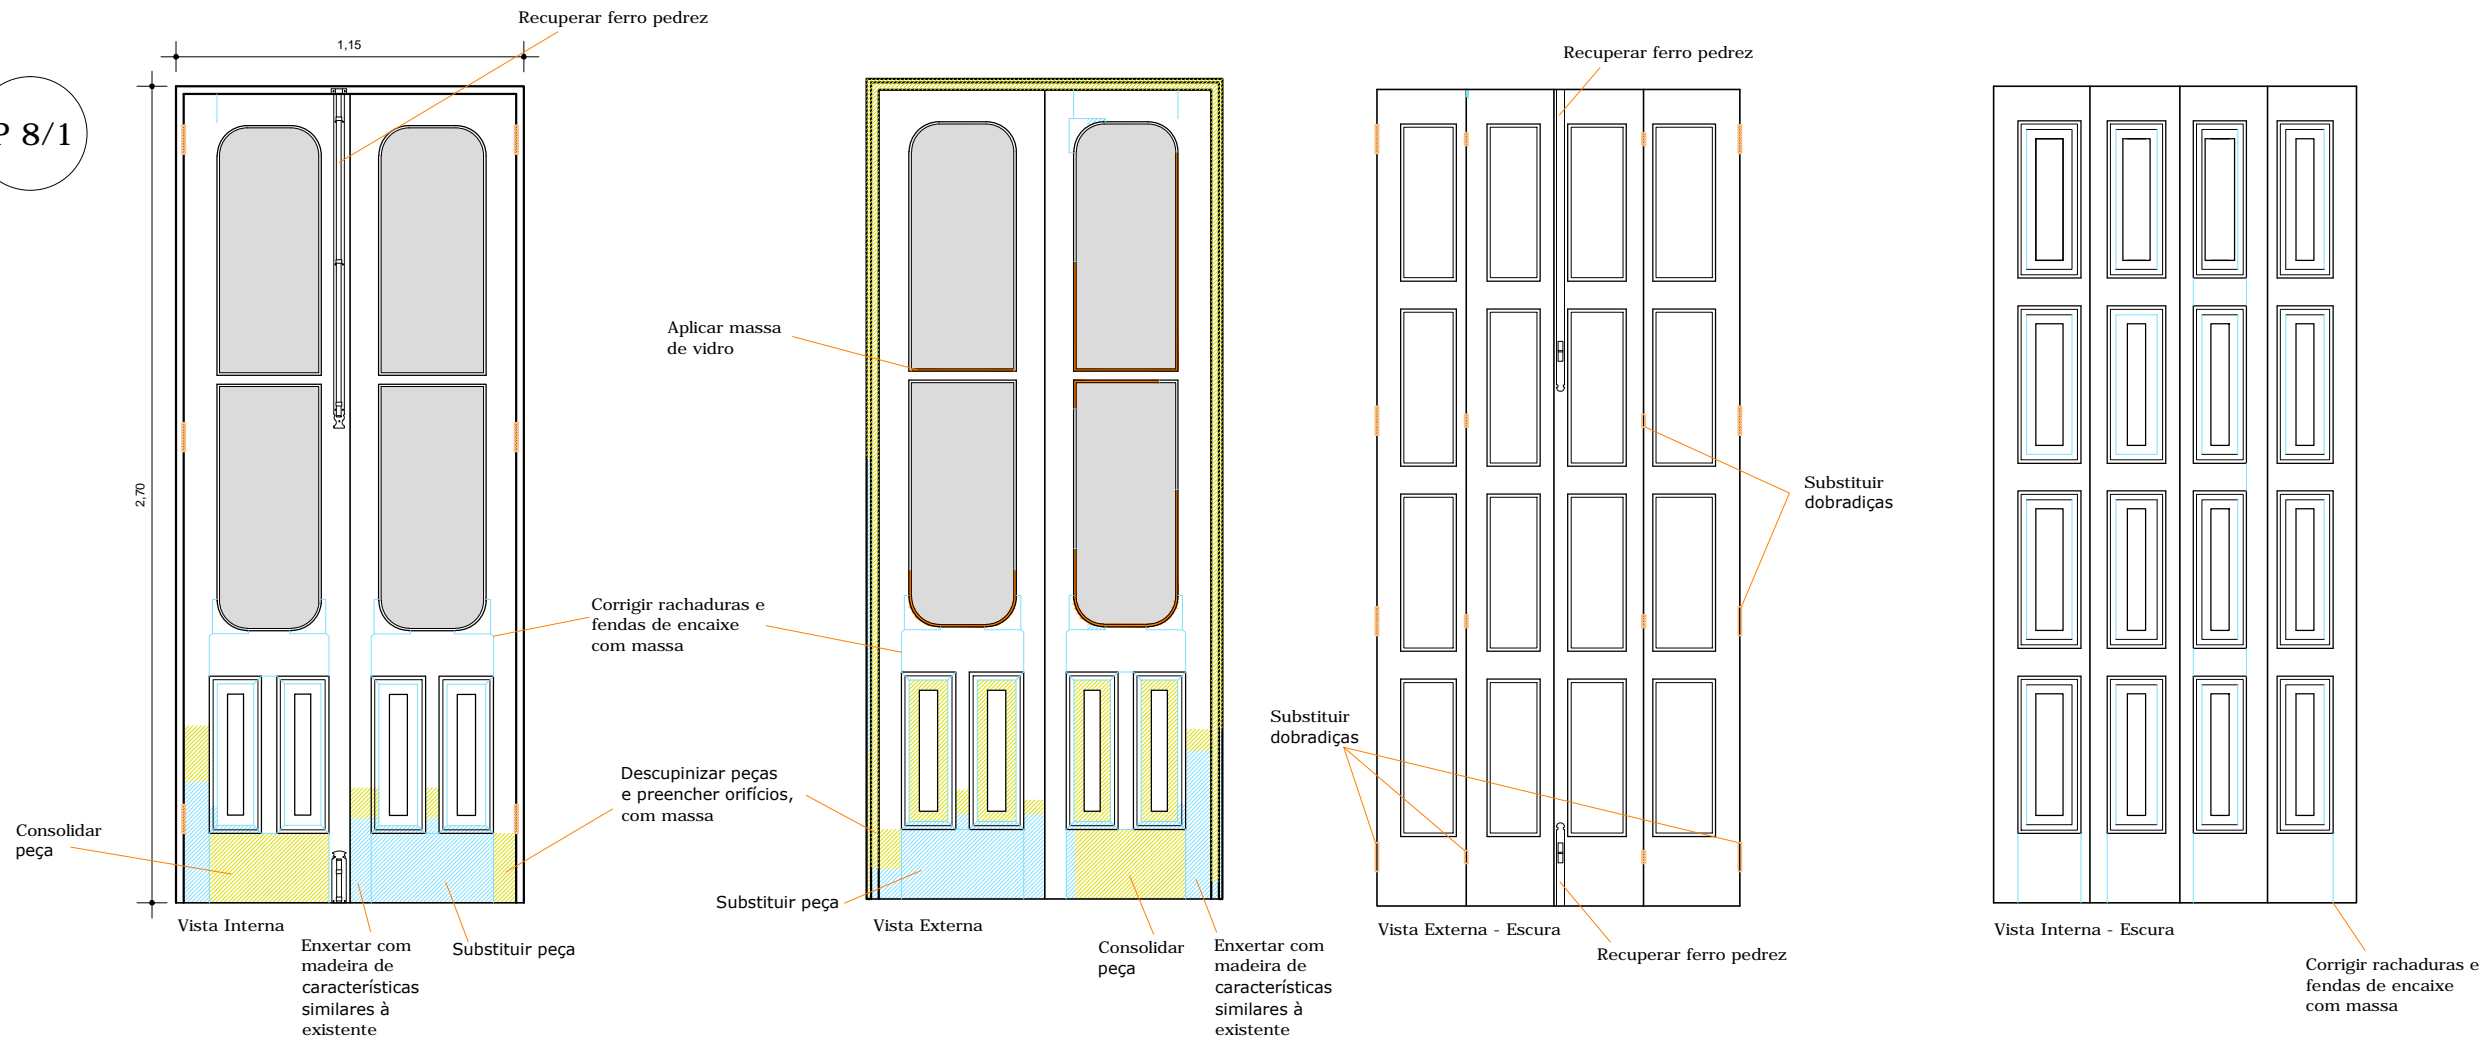 Recuperar ferro pedrez
1,15
P 8/1
2,70
Consolidar
peça
Vista Interna
Enxertar com
madeira de
características
similares à
existente
Substituir peça
Aplicar massa
de vidro
Corrigir rachaduras e
fendas de encaixe
com massa
Descupinizar peças
e preencher orifícios,
com massa
Substituir peça
Vista Externa
Consolidar
peça
Enxertar com
madeira de
características
similares à
existente
Recuperar ferro pedrez
Substituir
dobradiças
Substituir
dobradiças
Vista Externa - Escura
Recuperar ferro pedrez
Vista Interna - Escura
Corrigir rachaduras e
fendas de encaixe
com massa